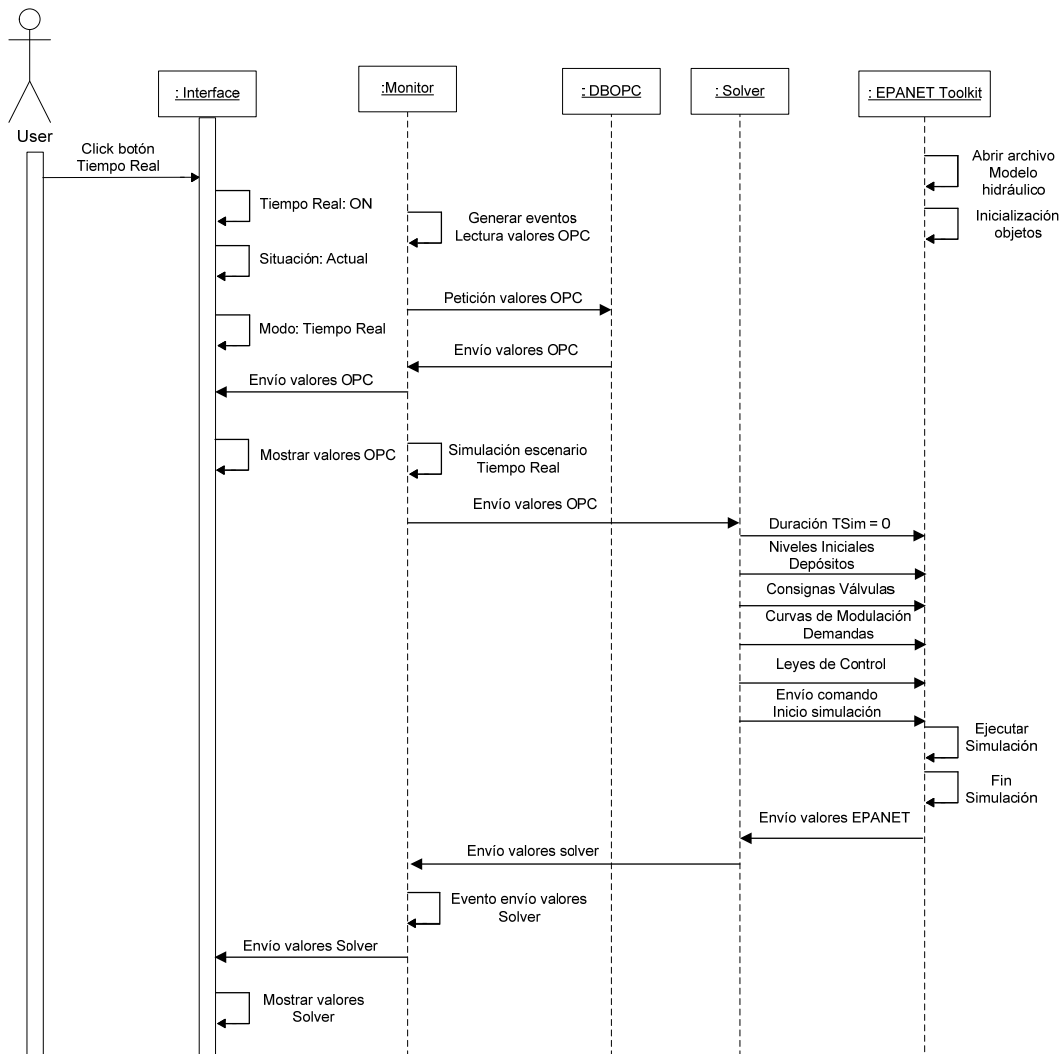 : Interface
:Monitor
: DBOPC
: Solver
: EPANET Toolkit
User
Click botón
Tiempo Real
Abrir archivo
Modelo
hidráulico
Tiempo Real: ON
Generar eventos
Lectura valores OPC
Inicialización
objetos
Situación: Actual
Petición valores OPC
Modo: Tiempo Real
Envío valores OPC
Envío valores OPC
Mostrar valores OPC
Simulación escenario
Tiempo Real
Envío valores OPC
Duración TSim = 0
Niveles Iniciales
Depósitos
Consignas Válvulas
Curvas de Modulación
Demandas
Leyes de Control
Envío comando
Inicio simulación
Ejecutar
Simulación
Fin
Simulación
Envío valores EPANET
Envío valores solver
Evento envío valores
Solver
Envío valores Solver
Mostrar valores
Solver